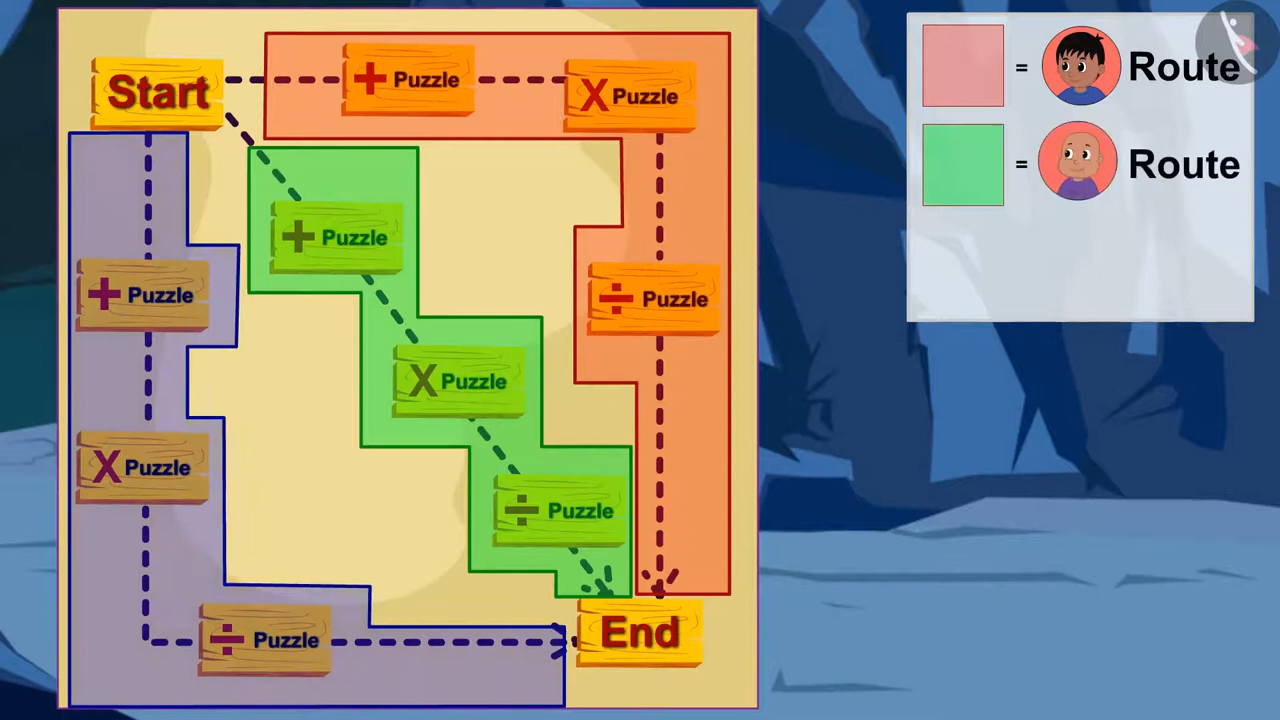 Start
+ Puzzle
X Puzzle
= Route
= Route
+ Puzzle
+ Puzzle
÷ Puzzle
X Puzzle
X Puzzle
÷ Puzzle
÷ Puzzle
End